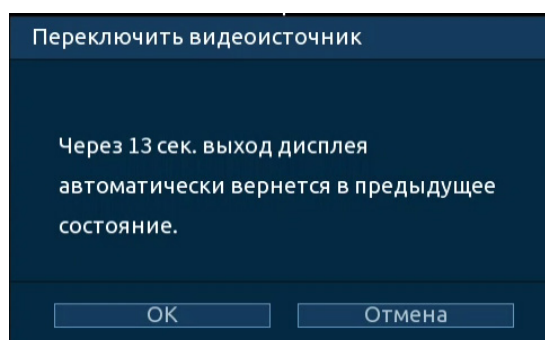 Переключить видеоисточник
Через 13 сек. выход дисплея
автоматически вернется в предыдущее
состояние.
OK Отмена